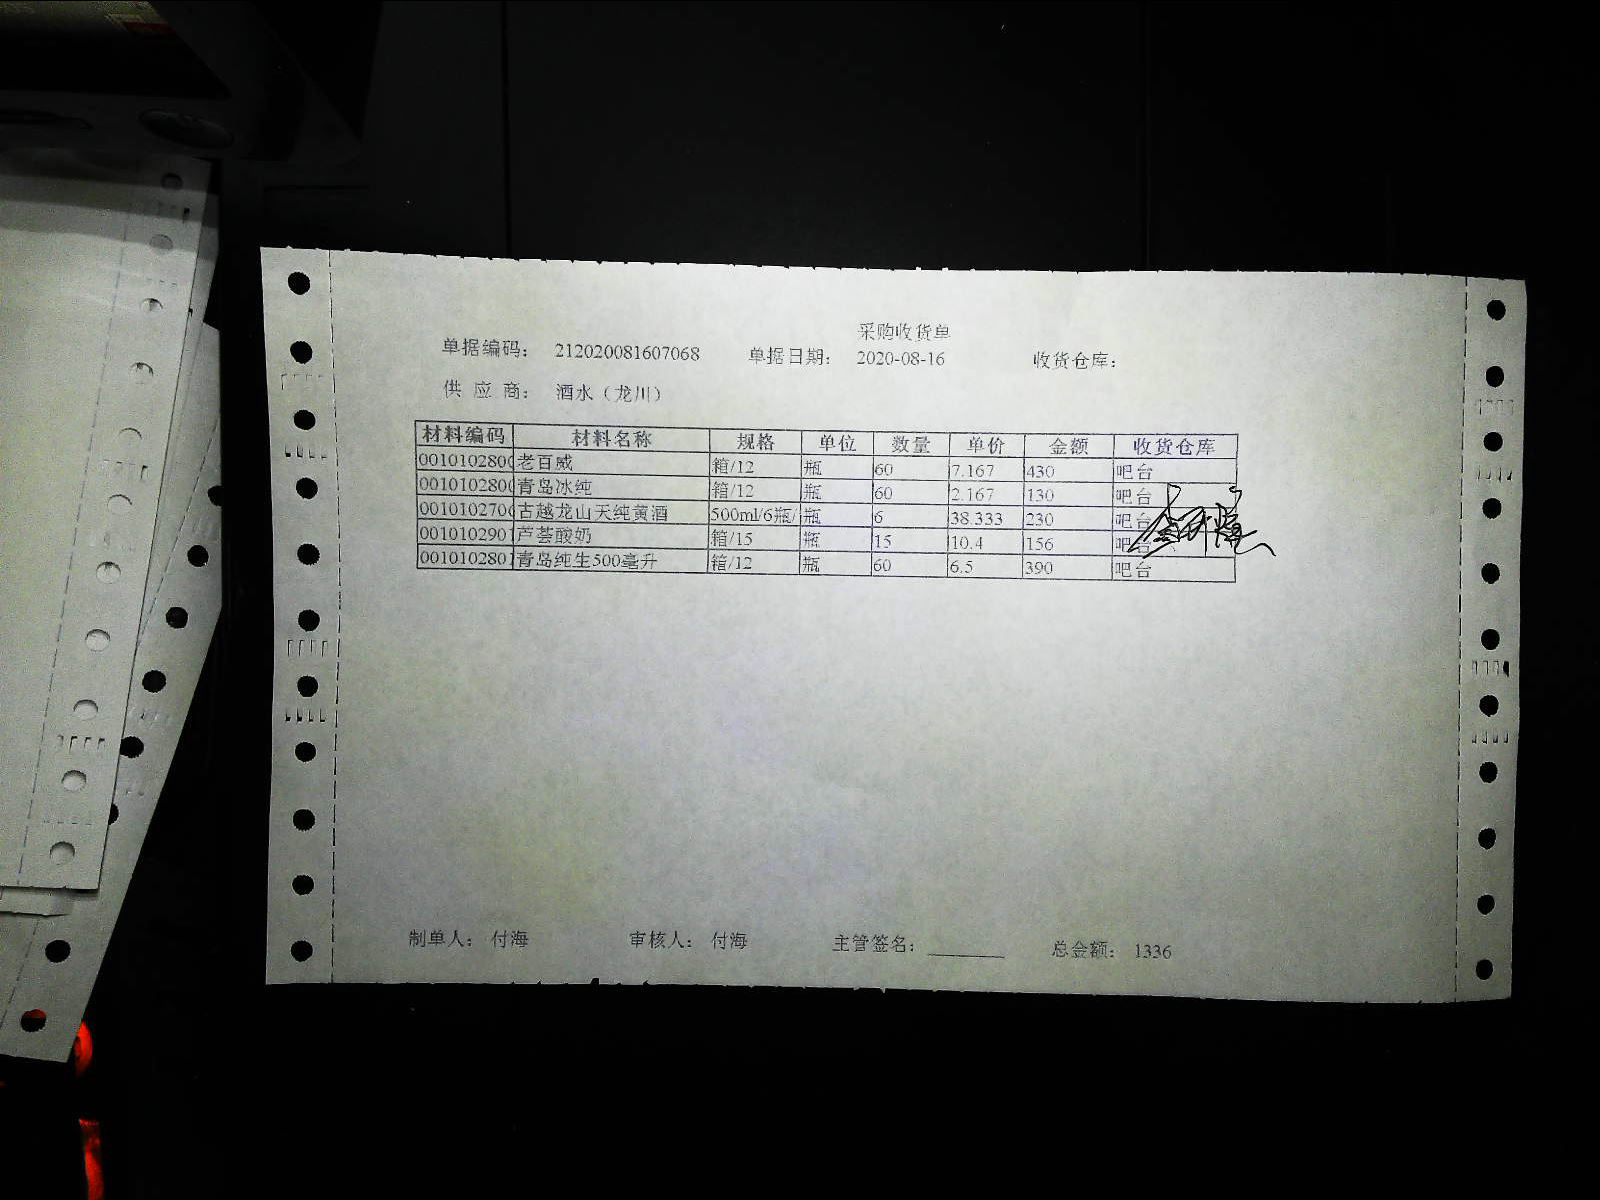 采购收货单
单据编码: 212020081607068 单据日期: 2020-08-16 收货仓库:
供 应 商: 酒水（龙川）
材料编码 材料名称 规格 单位 数量 单价 金额 收货仓库
001010280 老百威 箱/12 瓶 60 7.167 430 吧台
001010280 青岛冰纯 箱/12 瓶 60 2.167 130 吧台
001010270 古越龙山天纯黄酒 500ml/6瓶/ 瓶 6 38.333 230 吧台
001010290 芦荟酸奶 箱/15 瓶 15 10.4 156 吧台
001010280 青岛纯生500毫升 箱/12 瓶 60 6.5 390 吧台
制单人: 付海 审核人: 付海 主管签名: 总金额: 1336